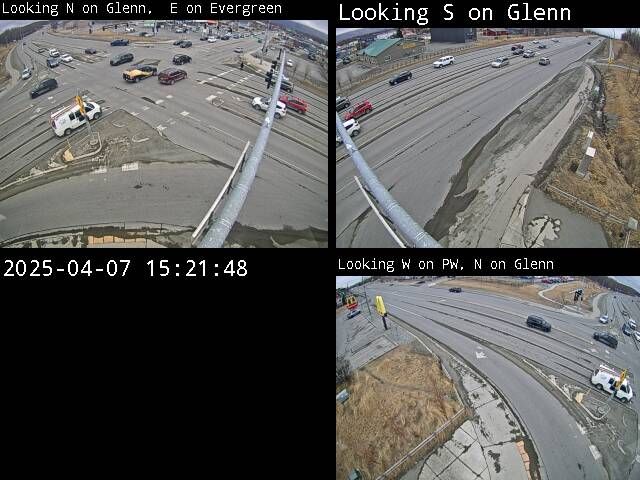 Looking N on Glenn, E on Evergreen
Looking S on Glenn
2025-04-07 15:21:48
Looking W on PW, N on Glenn